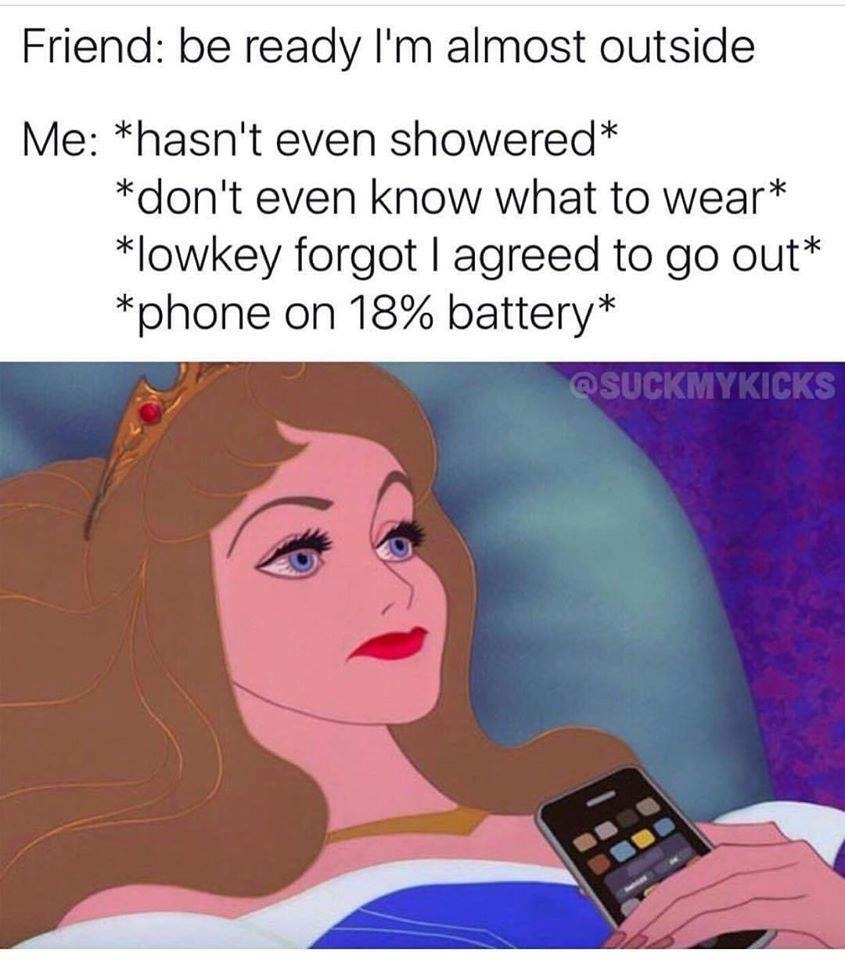 Friend: be ready I'm almost outside
Me: *hasn't even showered*
*don't even know what to wear*
*lowkey forgot I agreed to go out*
*phone on 18% battery*
@SUCKMYKICKS